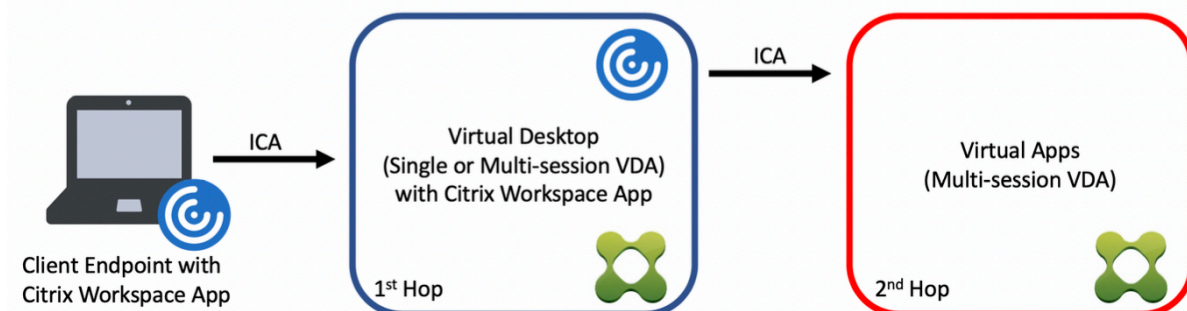 ICA
Client Endpoint with
Citrix Workspace App
Virtual Desktop
(Single or Multi-session VDA)
with Citrix Workspace App
1st Hop
ICA
Virtual Apps
(Multi-session VDA)
2nd Hop